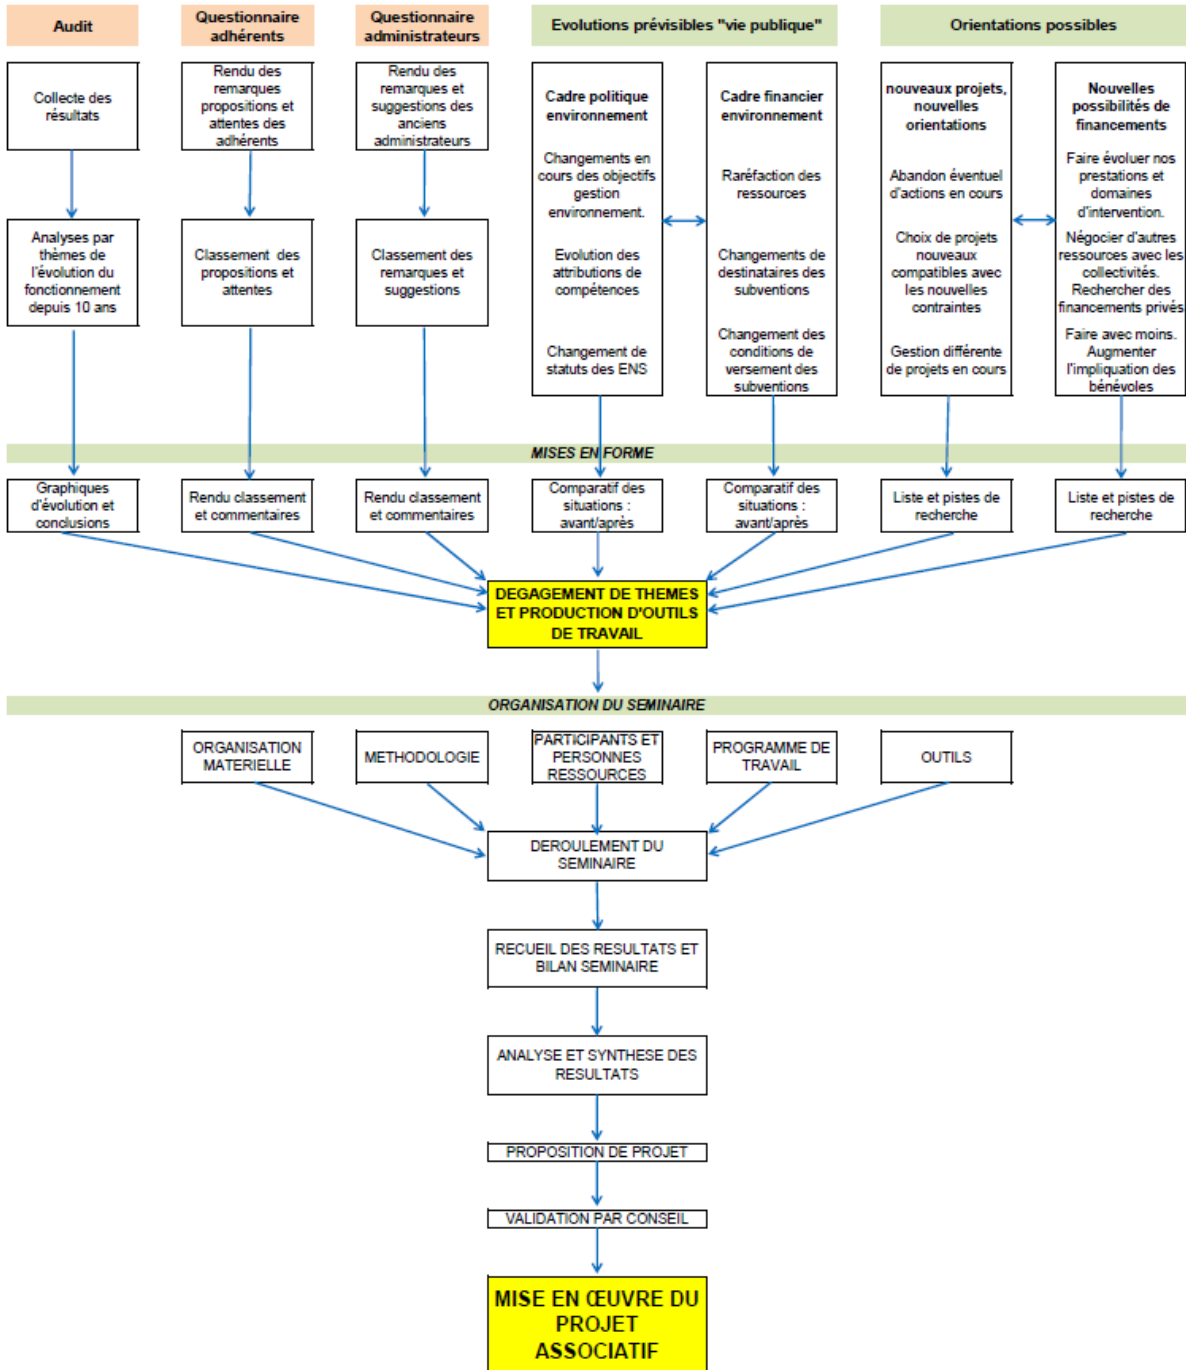 Audit
Questionnaire
adhérents
Questionnaire
administrateurs
Evolutions prévisibles "vie publique"
Orientations possibles
Collecte des
résultats
Rendu des
remarques
propositions et
attentes des
adhérents
Rendu des
remarques et
suggestions des
anciens
administrateurs
Cadre politique
environnement
Changements en
cours des objectifs
gestion
environnement.
Evolution des
attributions de
compétences
Changement de
statuts des ENS
Cadre financier
environnement
Raréfaction des
ressources
Changements de
destinataires des
subventions
Changement des
conditions de
versement des
subventions
nouveaux projets,
nouvelles
orientations
Abandon éventuel
d'actions en cours
Choix de projets
nouveaux
compatibles avec
les nouvelles
contraintes
Gestion différente
de projets en cours
Nouvelles
possibilités de
financements
Faire évoluer nos
prestations et
domaines
d'intervention.
Négocier d'autres
ressources avec les
collectivités.
Rechercher des
financements privés
Faire avec moins.
Augmenter
l'impliquation des
bénévoles
Analyses par
thèmes de
l'évolution du
fonctionnement
depuis 10 ans
Classement des
propositions et
attentes
Classement des
remarques et
suggestions
MISES EN FORME
Graphiques
d'évolution et
conclusions
Rendu classement
et commentaires
Rendu classement
et commentaires
Comparatif des
situations :
avant/après
Comparatif des
situations :
avant/après
Liste et pistes de
recherche
Liste et pistes de
recherche
DEGAGEMENT DE THEMES
ET PRODUCTION D'OUTILS
DE TRAVAIL
ORGANISATION DU SEMINAIRE
ORGANISATION
MATERIELLE
METHODOLOGIE
PARTICIPANTS ET
PERSONNES
RESSOURCES
PROGRAMME DE
TRAVAIL
OUTILS
DEROULEMENT DU
SEMINAIRE
RECUEIL DES RESULTATS ET
BILAN SEMINAIRE
ANALYSE ET SYNTHESE DES
RESULTATS
PROPOSITION DE PROJET
VALIDATION PAR CONSEIL
MISE EN ŒUVRE DU
PROJET
ASSOCIATIF